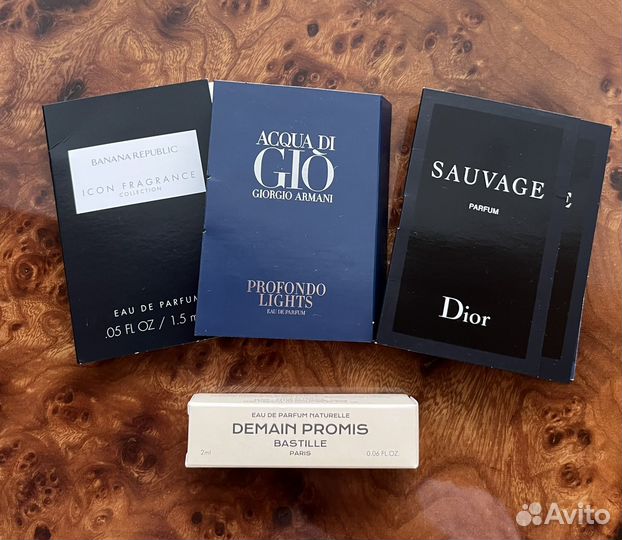 BANANA REPUBLIC
ICON FRAGRANCE
COLLECTION
EAU DE PARFUM
.05 FL OZ / 1.5 m
ACQUA DI
GIÒ
GIORGIO ARMANI
PROFONDO
LIGHTS
EAU DE PARFUM
SAUVAGE
E
PARFUM
Dior
EAU DE PARFUM NATURELLE
DEMAIN PROMIS
BASTILLE
PARIS
2ml
0.06 FL.OZ.
Avito